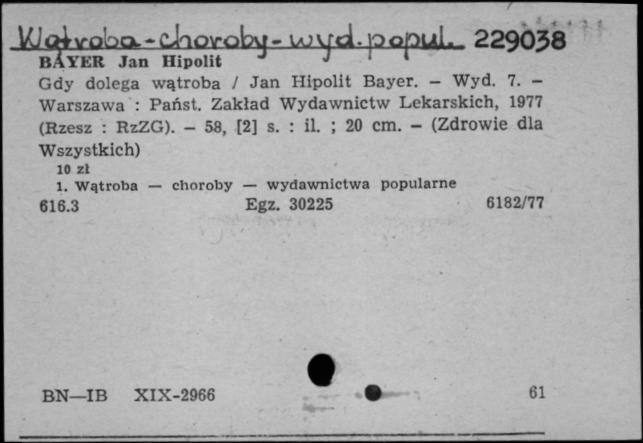 Wątroba-choroby-wyd.popul. 229038
BAYER Jan Hipolit
Gdy dolega wątroba / Jan Hipolit Bayer. — Wyd. 7. —
Warszawa : Państ. Zakład Wydawnictw Lekarskich, 1977
(Rzesz : RzZG). — 58, [2] s. : il. ; 20 cm. — (Zdrowie dla
Wszystkich)
10 zł
1. Wątroba — choroby — wydawnictwa popularne
616.3 Egz. 30225 6182/77
BN—IB XIX-2966 61